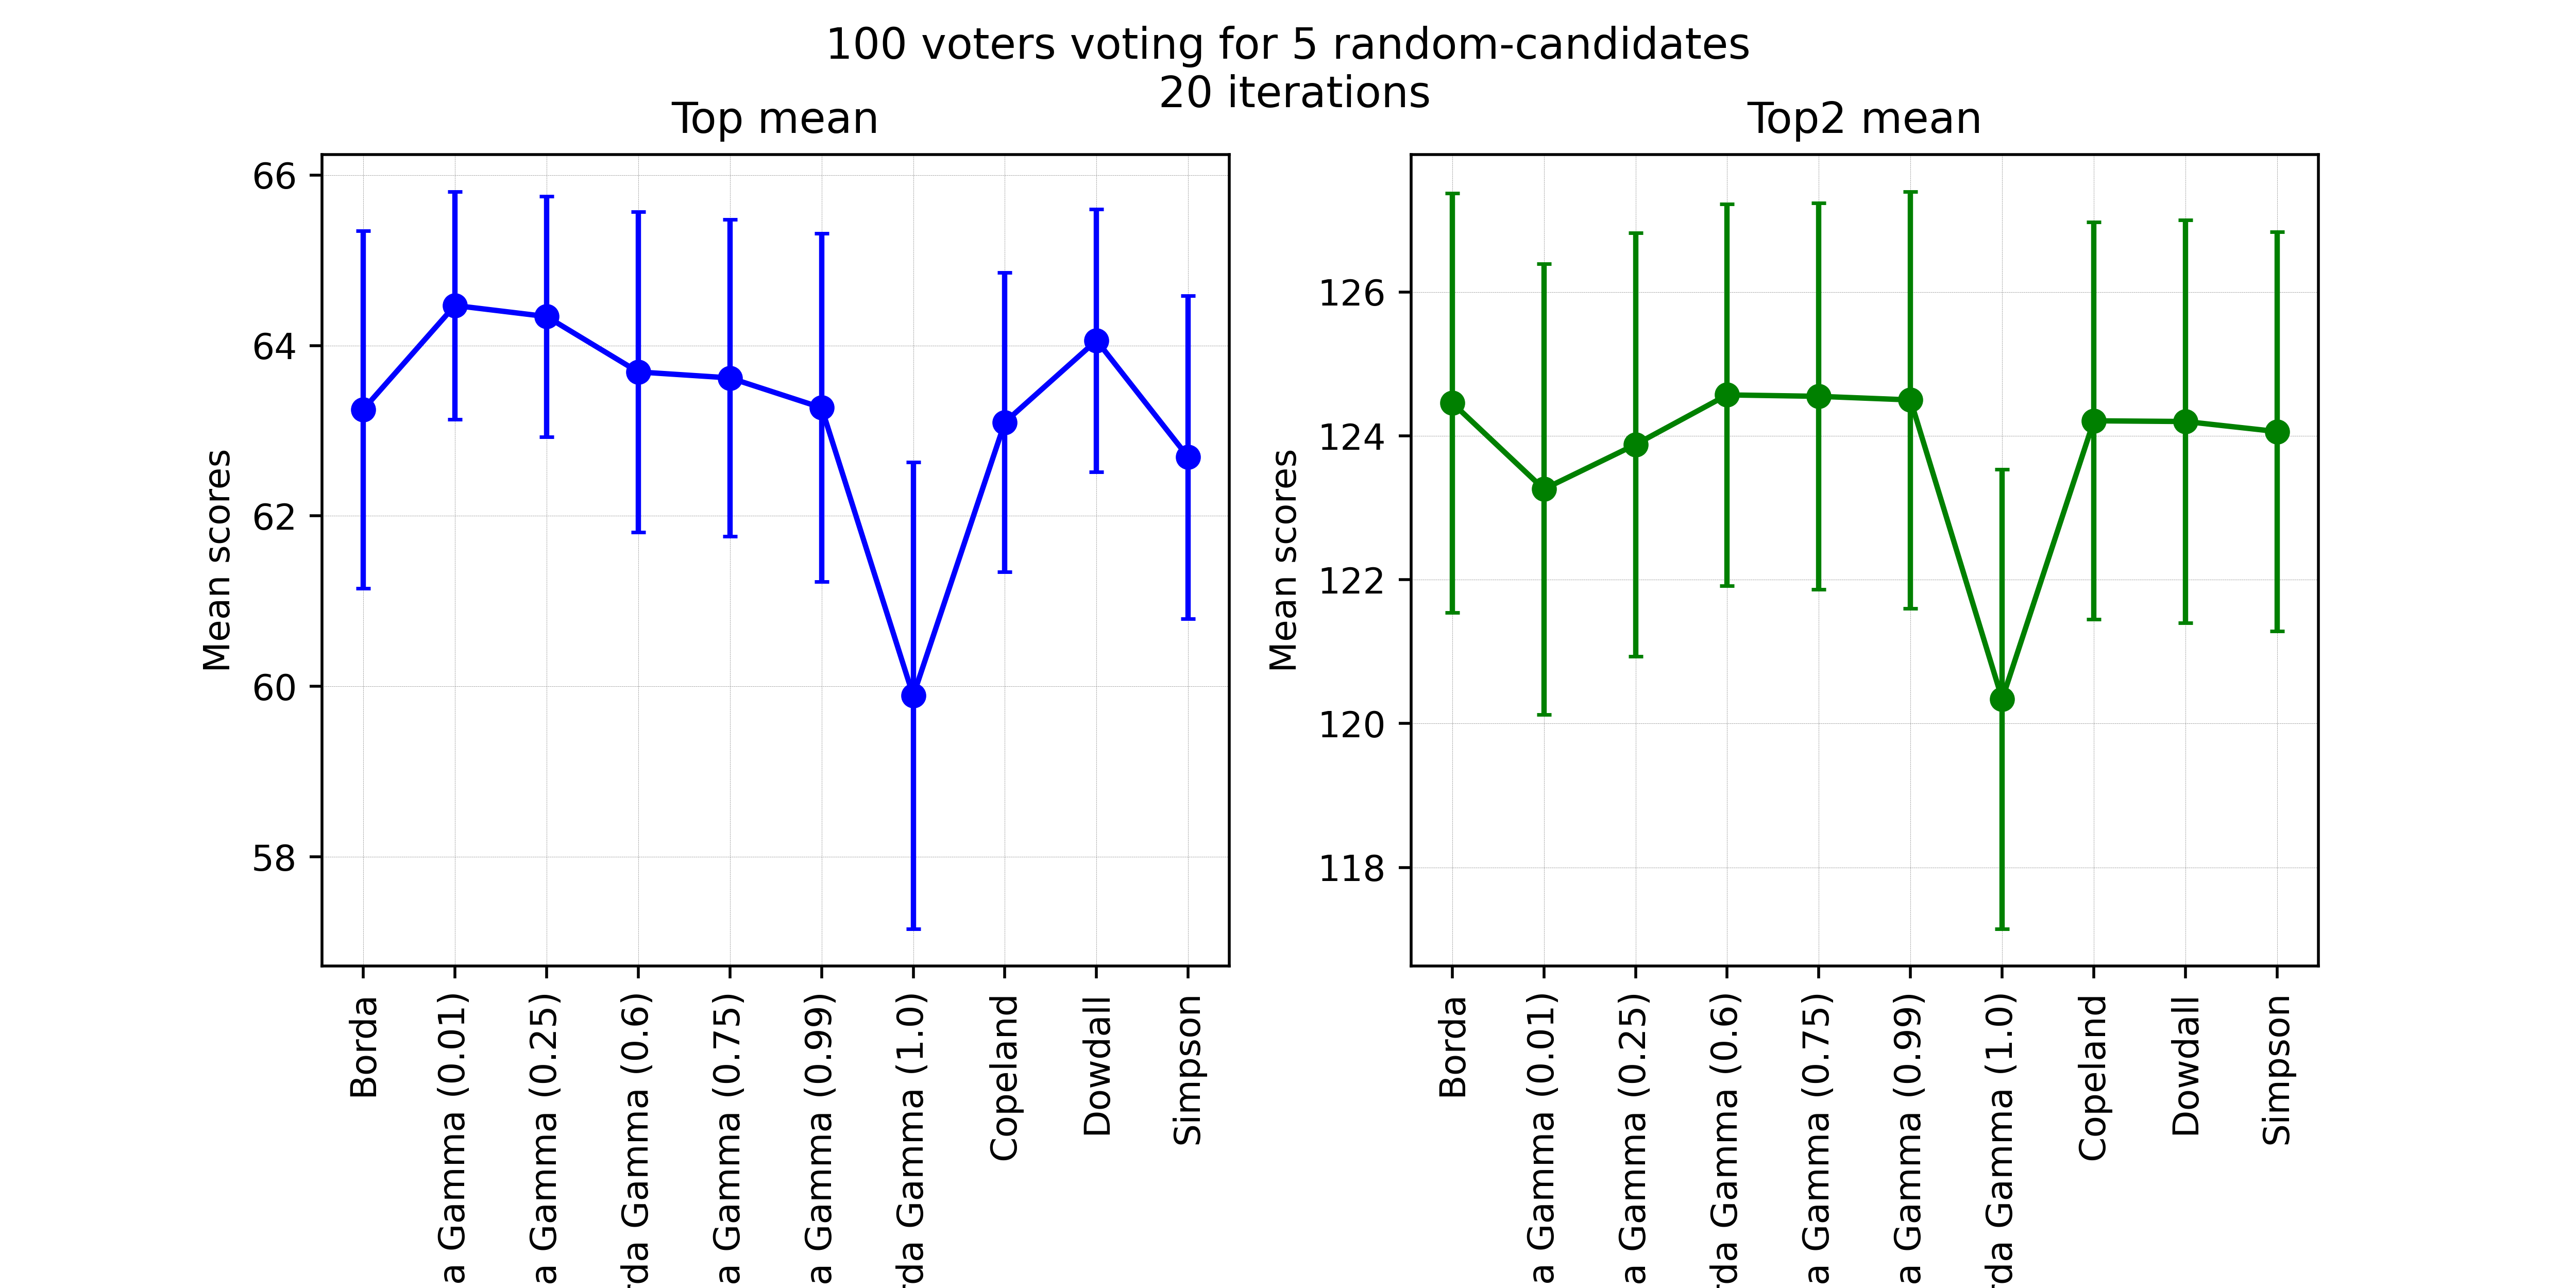 100 voters voting for 5 random-candidates
20 iterations
Top mean
66
64
62
60
58
Mean scores
Borda
a Gamma (0.01)
a Gamma (0.25)
rda Gamma (0.6)
a Gamma (0.75)
a Gamma (0.99)
rda Gamma (1.0)
Copeland
Dowdall
Simpson
Top2 mean
126
124
122
120
118
Mean scores
Borda
a Gamma (0.01)
a Gamma (0.25)
rda Gamma (0.6)
a Gamma (0.75)
a Gamma (0.99)
rda Gamma (1.0)
Copeland
Dowdall
Simpson